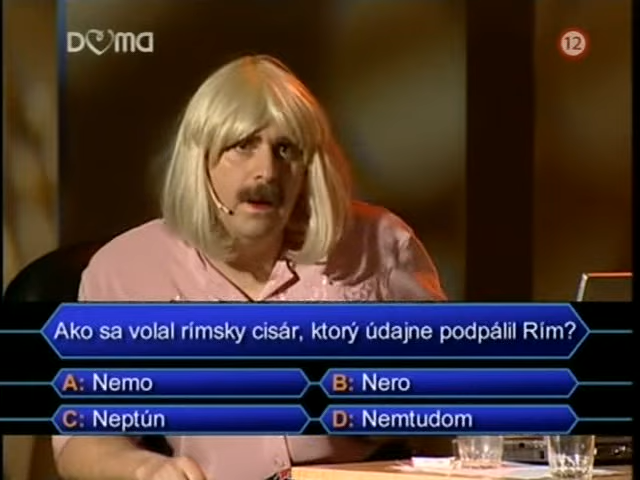 DOMA
12
Ako sa volal rímsky cisár, ktorý údajne podpálil Rím?
A: Nemo
B: Nero
C: Neptún
D: Nemtudom